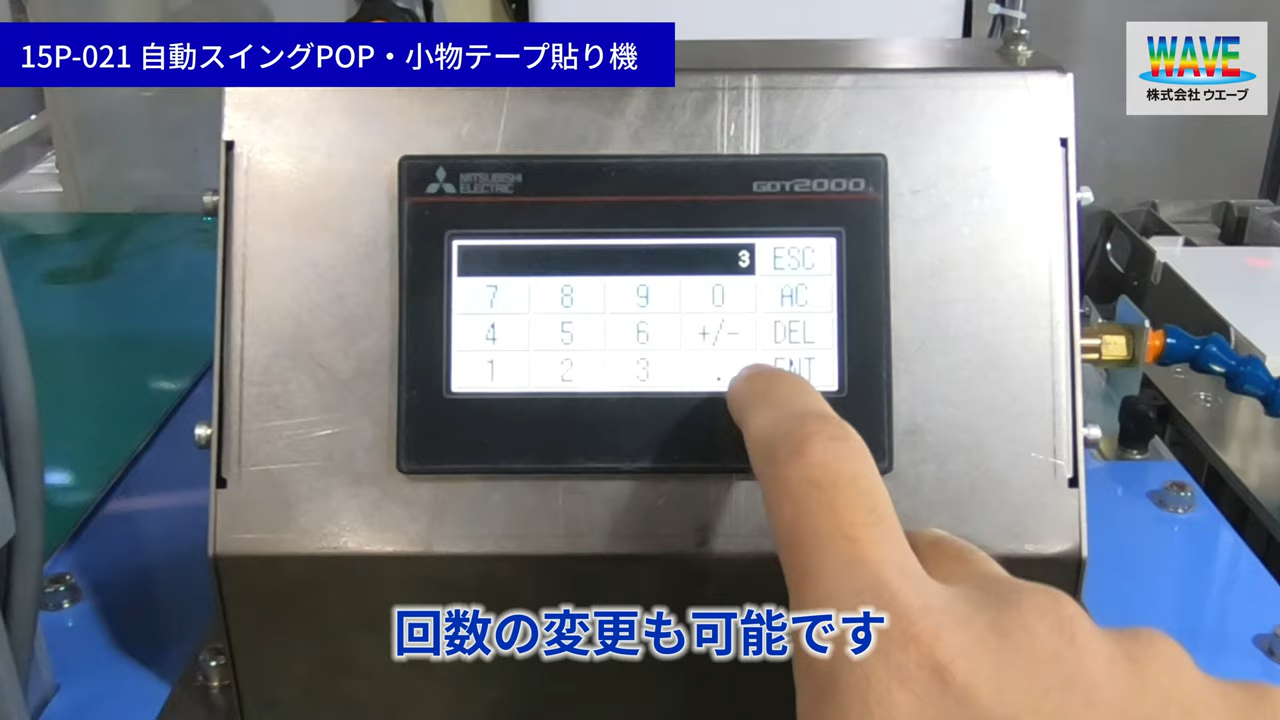 15P-021 自動スイングPOP・小物テープ貼り機
WAVE
株式会社 ウエーブ
MITSUBISHI
ELECTRIC
GOT2000
3 ESC
7 8 9 0 AC
4 5 6 +/- DEL
1 2 3 . ENT
回数の変更も可能です